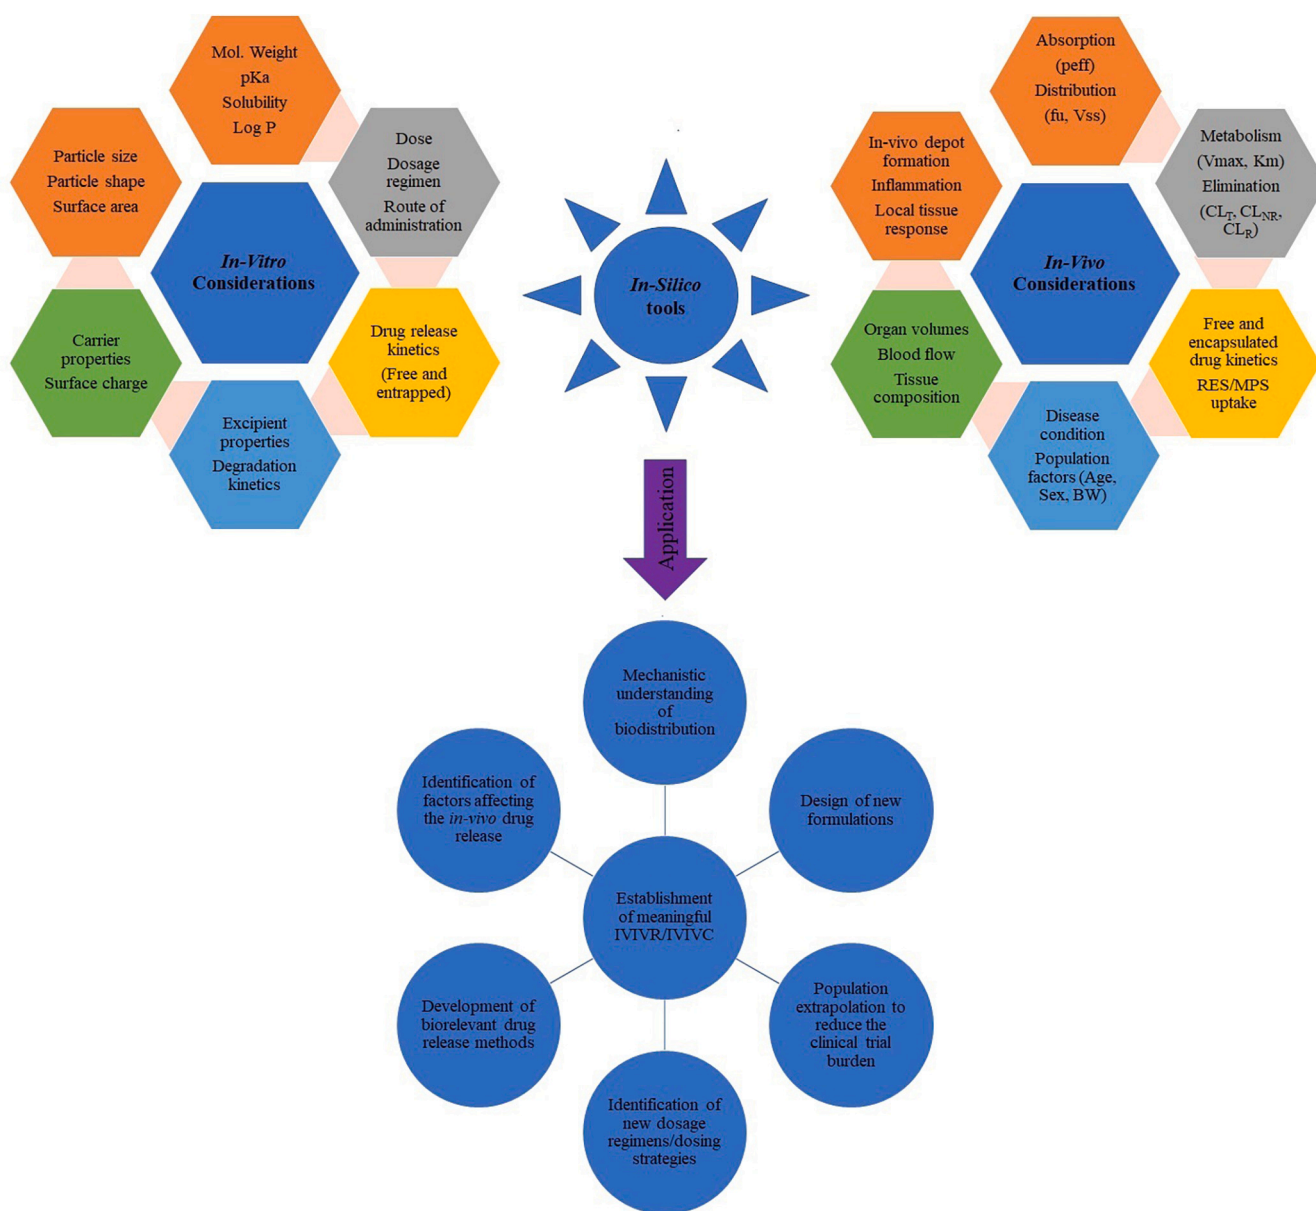 Mol. Weight
pKa
Solubility
Log P
Dose
Dosage
regimen
Route of
administration
Particle size
Particle shape
Surface area
In-Vitro
Considerations
Carrier
properties
Surface charge
Drug release
kinetics
(Free and
entrapped)
Excipient
properties
Degradation
kinetics
In-Silico
tools
Absorption
(peff)
Distribution
(fu, Vss)
In-vivo depot
formation
Inflammation
Local tissue
response
Metabolism
(Vmax, Km)
Elimination
(CLT, CLNR,
CLR)
In-Vivo
Considerations
Organ volumes
Blood flow
Tissue
composition
Free and
encapsulated
drug kinetics
RES/MPS
uptake
Disease
condition
Population
factors (Age,
Sex, BW)
Application
Mechanistic
understanding
of
biodistribution
Identification of
factors affecting
the in-vivo drug
release
Design of new
formulations
Establishment
of meaningful
IVIVR/IVIVC
Development of
biorelevant drug
release methods
Population
extrapolation to
reduce the
clinical trial
burden
Identification of
new dosage
regimens/dosing
strategies